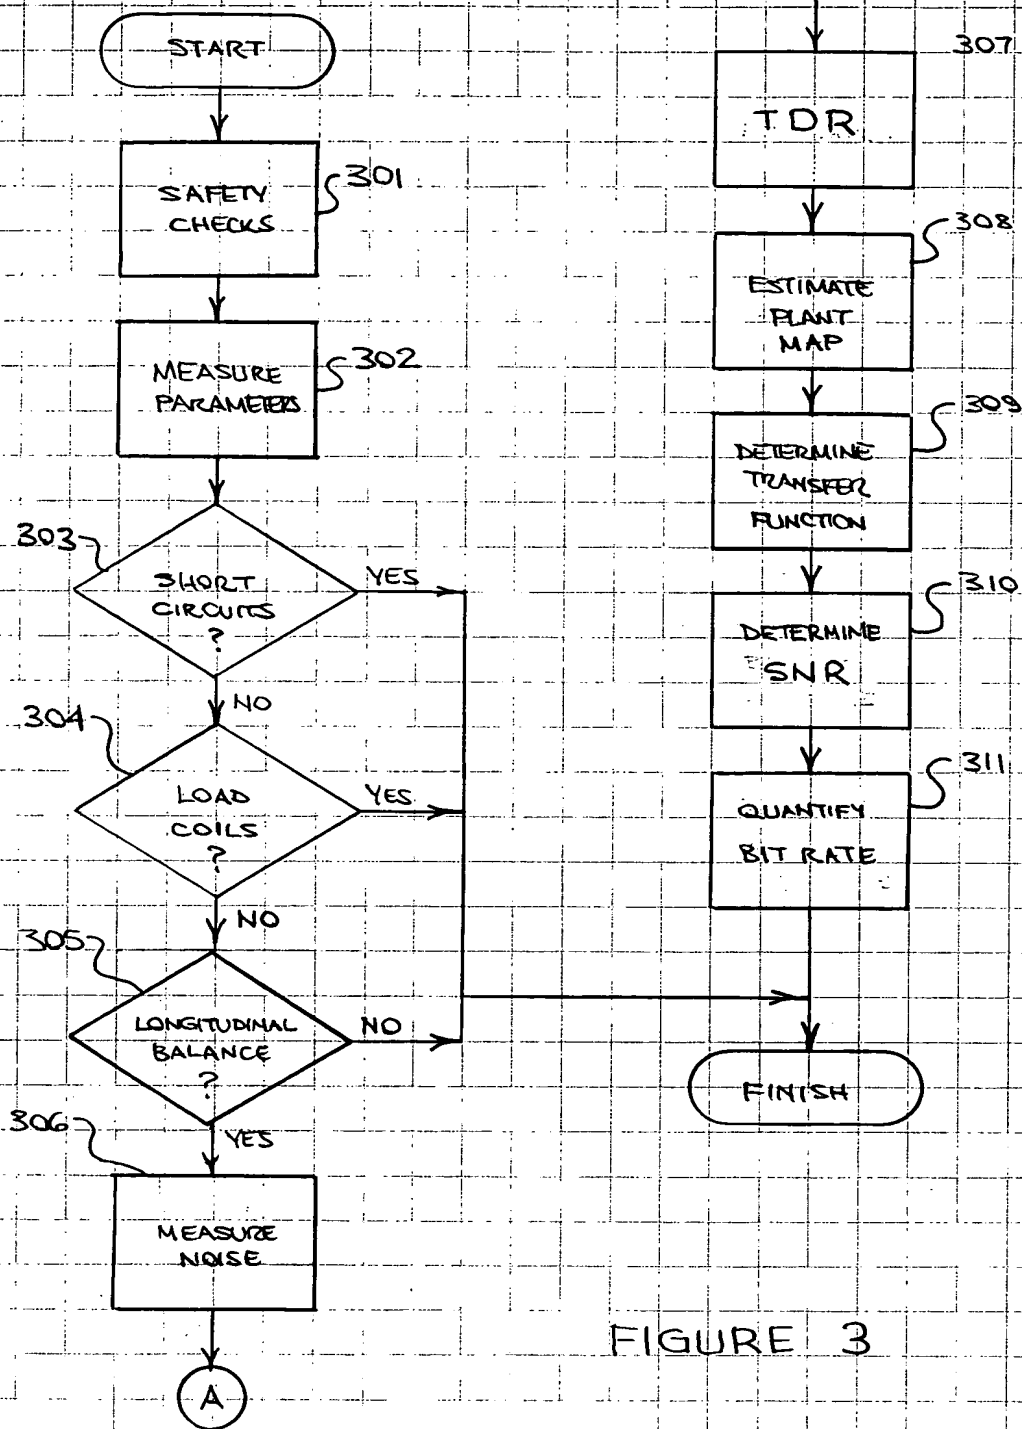 START
SAFETY
CHECKS
301
MEASURE
PARAMETERS
302
303
SHORT
CIRCUITS
?
YES
NO
304
LOAD
COILS
?
YES
NO
305
LONGITUDINAL
BALANCE
?
NO
YES
306
MEASURE
NOISE
A
307
TDR
308
ESTIMATE
PLANT
MAP
309
DETERMINE
TRANSFER
FUNCTION
310
DETERMINE
SNR
311
QUANTIFY
BIT RATE
FINISH
FIGURE 3